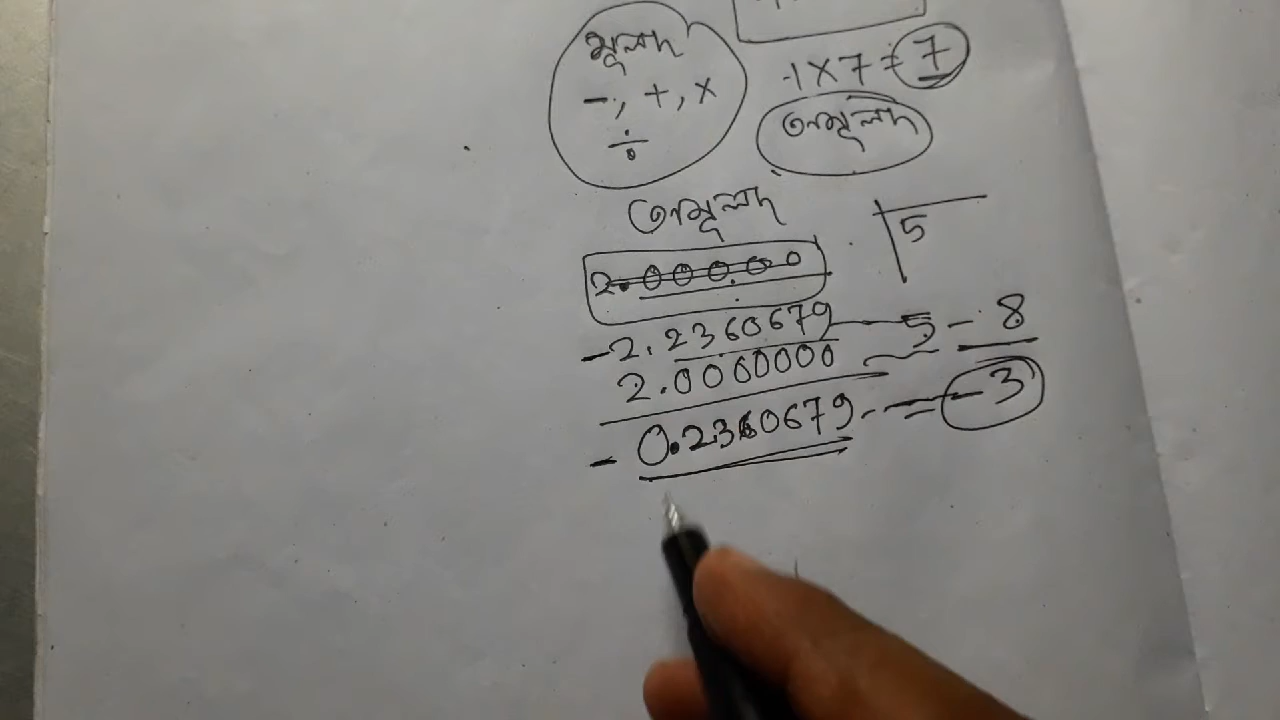 মূলদ
-, +, ×
÷
-1×7 = 7
অমূলদ
অমূলদ
2.00000
5
-2.2360679 5 - 8
2.0000000
- 0.2360679 = - 3